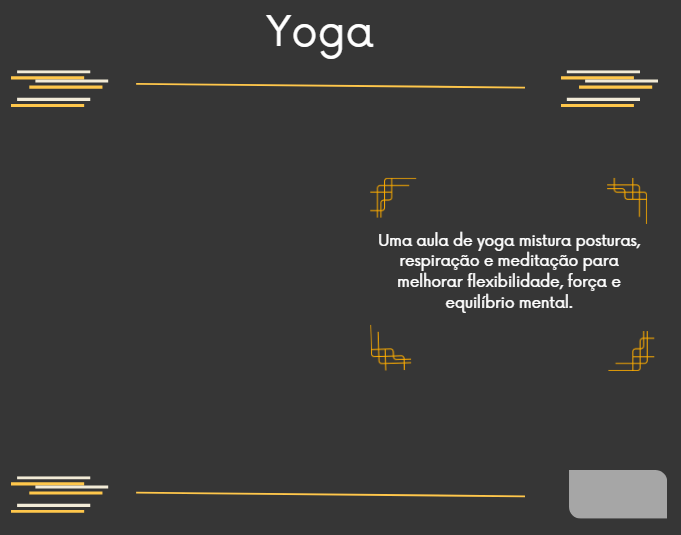 Yoga
Uma aula de yoga mistura posturas,
respiração e meditação para
melhorar flexibilidade, força e
equilíbrio mental.